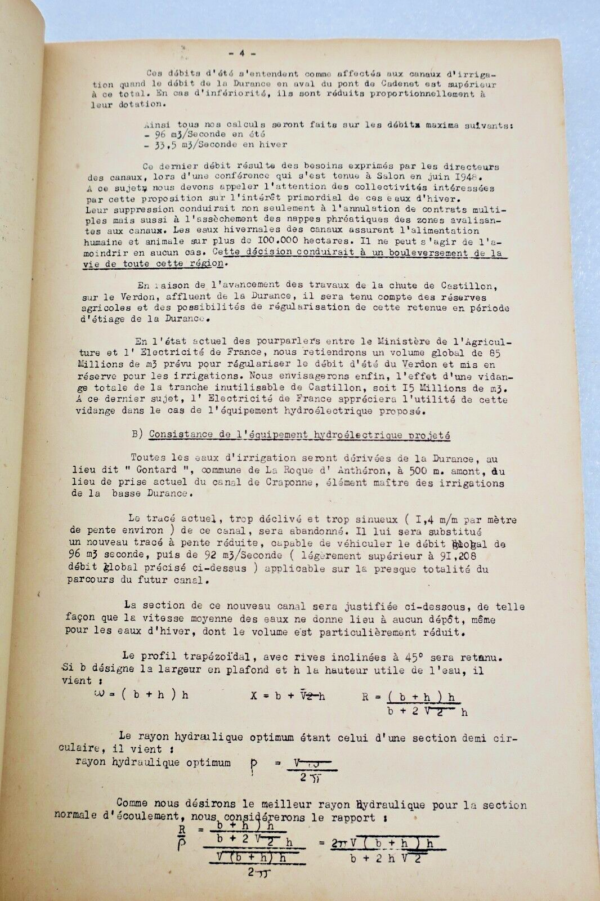 - 4 -
Ces débits d'été s'entendent comme affectés aux canaux d'irriga-
tion quand le débit de la Durance en aval du pont de Cadenet est supérieur
à ce total. En cas d'infériorité, ils sont réduits proportionnellement à
leur dotation.
Ainsi tous nos calculs seront faits sur les débits maxima suivants:
- 96 m3/Seconde en été
- 33,5 m3/Seconde en hiver
Ce dernier débit résulte des besoins exprimés par les directeurs
des canaux, lors d'une conférence qui s'est tenue à Salon en juin 1948.
A ce sujet, nous devons appeler l'attention des collectivités intéressées
par cette proposition sur l'intérêt primordial de ces eaux d'hiver.
Leur suppression conduirait non seulement à l'annulation de contrats multi-
ples mais aussi à l'assèchement des nappes phréatiques des zones avalisan-
tes aux canaux. Les eaux hivernales des canaux assurent l'alimentation
humaine et animale sur plus de 100.000 hectares. Il ne peut s'agir de l'a-
moindrir en aucun cas. Cette décision conduirait à un bouleversement de la
vie de toute cette région.
En raison de l'avancement des travaux de la chute de Castillon,
sur le Verdon, affluent de la Durance, il sera tenu compte des réserves
agricoles et des possibilités de régularisation de cette retenue en période
d'étiage de la Durance.
En l'état actuel des pourparlers entre le Ministère de l'Agricul-
ture et l' Electricité de France, nous retiendrons un volume global de 85
Millions de m3 prévu pour régulariser le débit d'été du Verdon et mis en
réserve pour les irrigations. Nous envisagerons enfin, l'effet d'une vidan-
ge totale de la tranche inutilisable de Castillon, soit I5 Millions de m3.
A ce dernier sujet, l' Electricité de France appréciera l'utilité de cette
vidange dans le cas de l'équipement hydroélectrique proposé.
B) Consistance de l'équipement hydroélectrique projeté
Toutes les eaux d'irrigation seront dérivées de la Durance, au
lieu dit " Gontard ", commune de La Roque d' Anthéron, à 500 m. amont, du
lieu de prise actuel du canal de Craponne, élément maître des irrigations
de la basse Durance.
Le tracé actuel, trop déclivé et trop sinueux ( I,4 m/m par mètre
de pente environ ) de ce canal, sera abandonné. Il lui sera substitué
un nouveau tracé à pente réduite, capable de véhiculer le débit global de
96 m3 seconde, puis de 92 m3/Seconde ( légèrement supérieur à 9I,208
débit global précisé ci-dessus ) applicable sur la presque totalité du
parcours du futur canal.
La section de ce nouveau canal sera justifiée ci-dessous, de telle
façon que la vitesse moyenne des eaux ne donne lieu à aucun dépôt, même
pour les eaux d'hiver, dont le volume est particulièrement réduit.
Le profil trapézoïdal, avec rives inclinées à 45° sera retenu.
Si b désigne la largeur en plafond et h la hauteur utile de l'eau, il
vient :
ω = ( b + h ) h X = b + √2 h R = ( b + h ) h
b + 2 √2 h
Le rayon hydraulique optimum étant celui d'une section demi cir-
culaire, il vient :
rayon hydraulique optimum ρ = √
2 π
Comme nous désirons le meilleur rayon Hydraulique pour la section
normale d'écoulement, nous considérerons le rapport :
R = b + h ) h = 2π √ ( b + h ) h
ρ b + 2 √2 h b + 2 h √2
√ (b + h) h
2 π